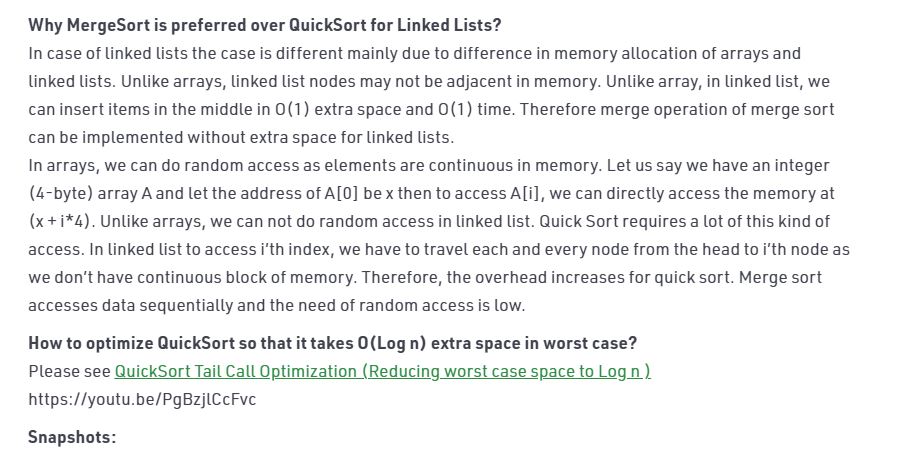 Why MergeSort is preferred over QuickSort for Linked Lists?
In case of linked lists the case is different mainly due to difference in memory allocation of arrays and
linked lists. Unlike arrays, linked list nodes may not be adjacent in memory. Unlike array, in linked list, we
can insert items in the middle in O(1) extra space and O(1) time. Therefore merge operation of merge sort
can be implemented without extra space for linked lists.
In arrays, we can do random access as elements are continuous in memory. Let us say we have an integer
(4-byte) array A and let the address of A[0] be x then to access A[i], we can directly access the memory at
(x + i*4). Unlike arrays, we can not do random access in linked list. Quick Sort requires a lot of this kind of
access. In linked list to access i’th index, we have to travel each and every node from the head to i’th node as
we don’t have continuous block of memory. Therefore, the overhead increases for quick sort. Merge sort
accesses data sequentially and the need of random access is low.
How to optimize QuickSort so that it takes O(Log n) extra space in worst case?
Please see QuickSort Tail Call Optimization (Reducing worst case space to Log n )
https://youtu.be/PgBzjlCcFvc
Snapshots: